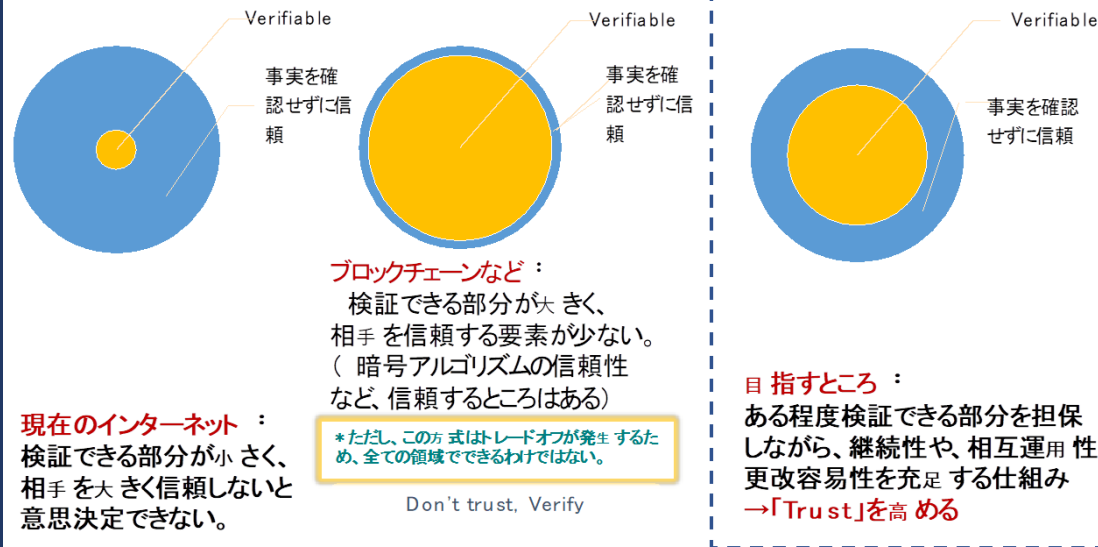 Verifiable
事実を確
認せずに信
頼
現在のインターネット ：
検証できる部分が小さく、
相手を大きく信頼しないと
意思決定できない。
Verifiable
事実を確
認せずに信
頼
ブロックチェーンなど ：
検証できる部分が大きく、
相手を信頼する要素が少ない。
( 暗号アルゴリズムの信頼性
など、信頼するところはある)
*ただし、この方式はトレードオフが発生するた
め、全ての領域でできるわけではない。
Don't trust, Verify
Verifiable
事実を確認
せずに信頼
目指すところ ：
ある程度検証できる部分を担保
しながら、継続性や、相互運用性
更改容易性を充足する仕組み
→「Trust」を高める